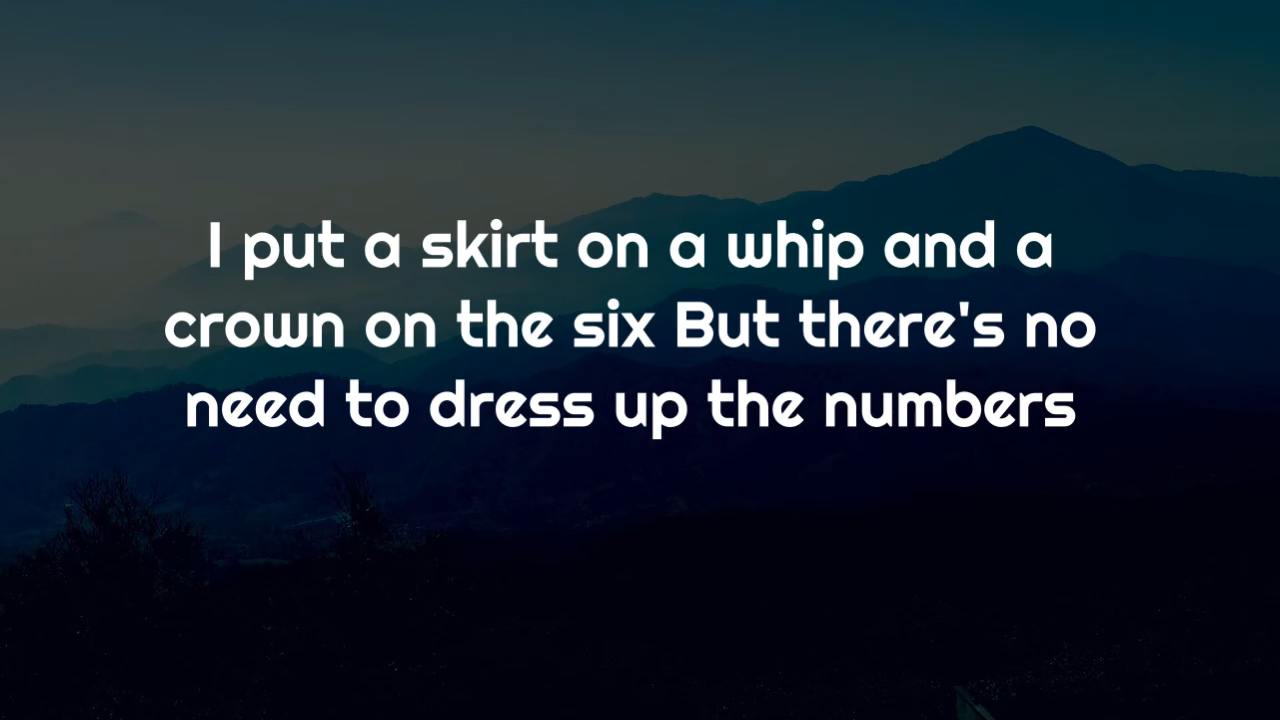 I put a skirt on a whip and a
crown on the six But there's no
need to dress up the numbers